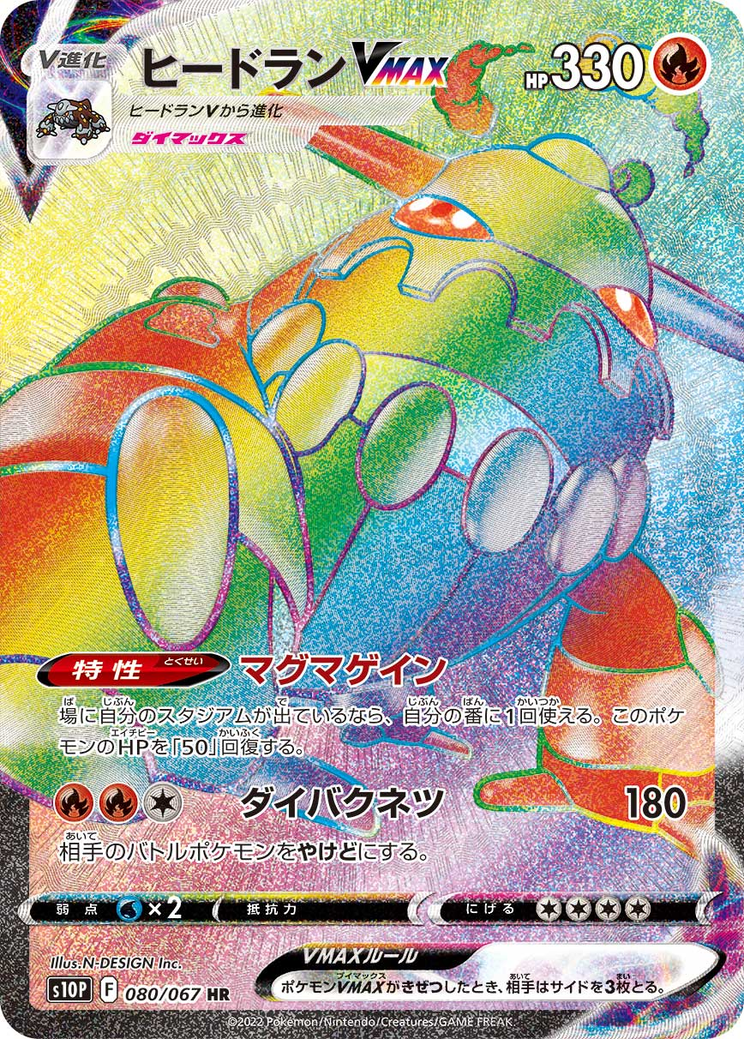 V進化
ヒードランVMAX
HP330
ヒードランVから進化
ダイマックス
特性 とくせい マグマゲイン
場に自分のスタジアムが出ているなら、自分の番に1回使える。このポケ
モンのHPを「50」回復する。
ダイバクネツ 180
相手のバトルポケモンをやけどにする。
弱点 ×2 抵抗力 にげる
Illus.N-DESIGN Inc.
VMAXルール
ポケモンVMAXがきぜつしたとき、相手はサイドを3枚とる。
s10P F 080/067 HR
©2022 Pokémon/Nintendo/Creatures/GAME FREAK.